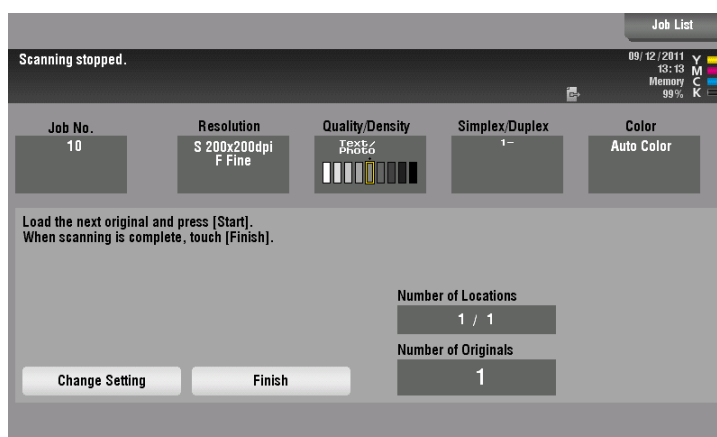 Job List
Scanning stopped.
09/12/2011
13:13
Memory
99%
Y
M
C
K
Job No.
10
Resolution
S 200x200dpi
F Fine
Quality/Density
Text/
Photo
Simplex/Duplex
1-
Color
Auto Color
Load the next original and press [Start].
When scanning is complete, touch [Finish].
Number of Locations
1 / 1
Number of Originals
1
Change Setting
Finish